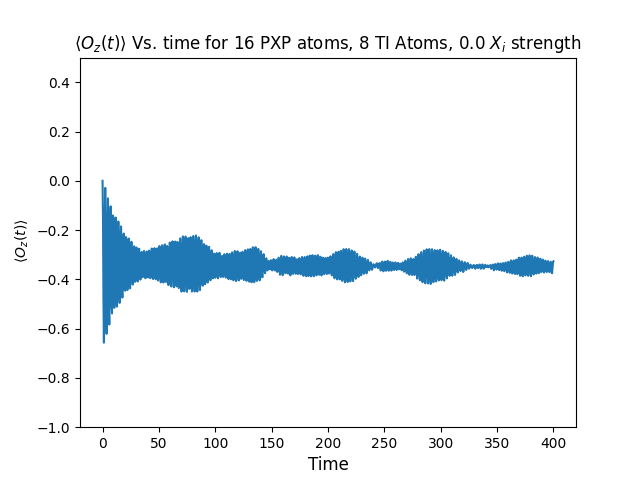 ⟨O_z(t)⟩ Vs. time for 16 PXP atoms, 8 TI Atoms, 0.0 X_i strength
0.4
0.2
0.0
−0.2
−0.4
−0.6
−0.8
−1.0
⟨O_z(t)⟩
0 50 100 150 200 250 300 350 400
Time